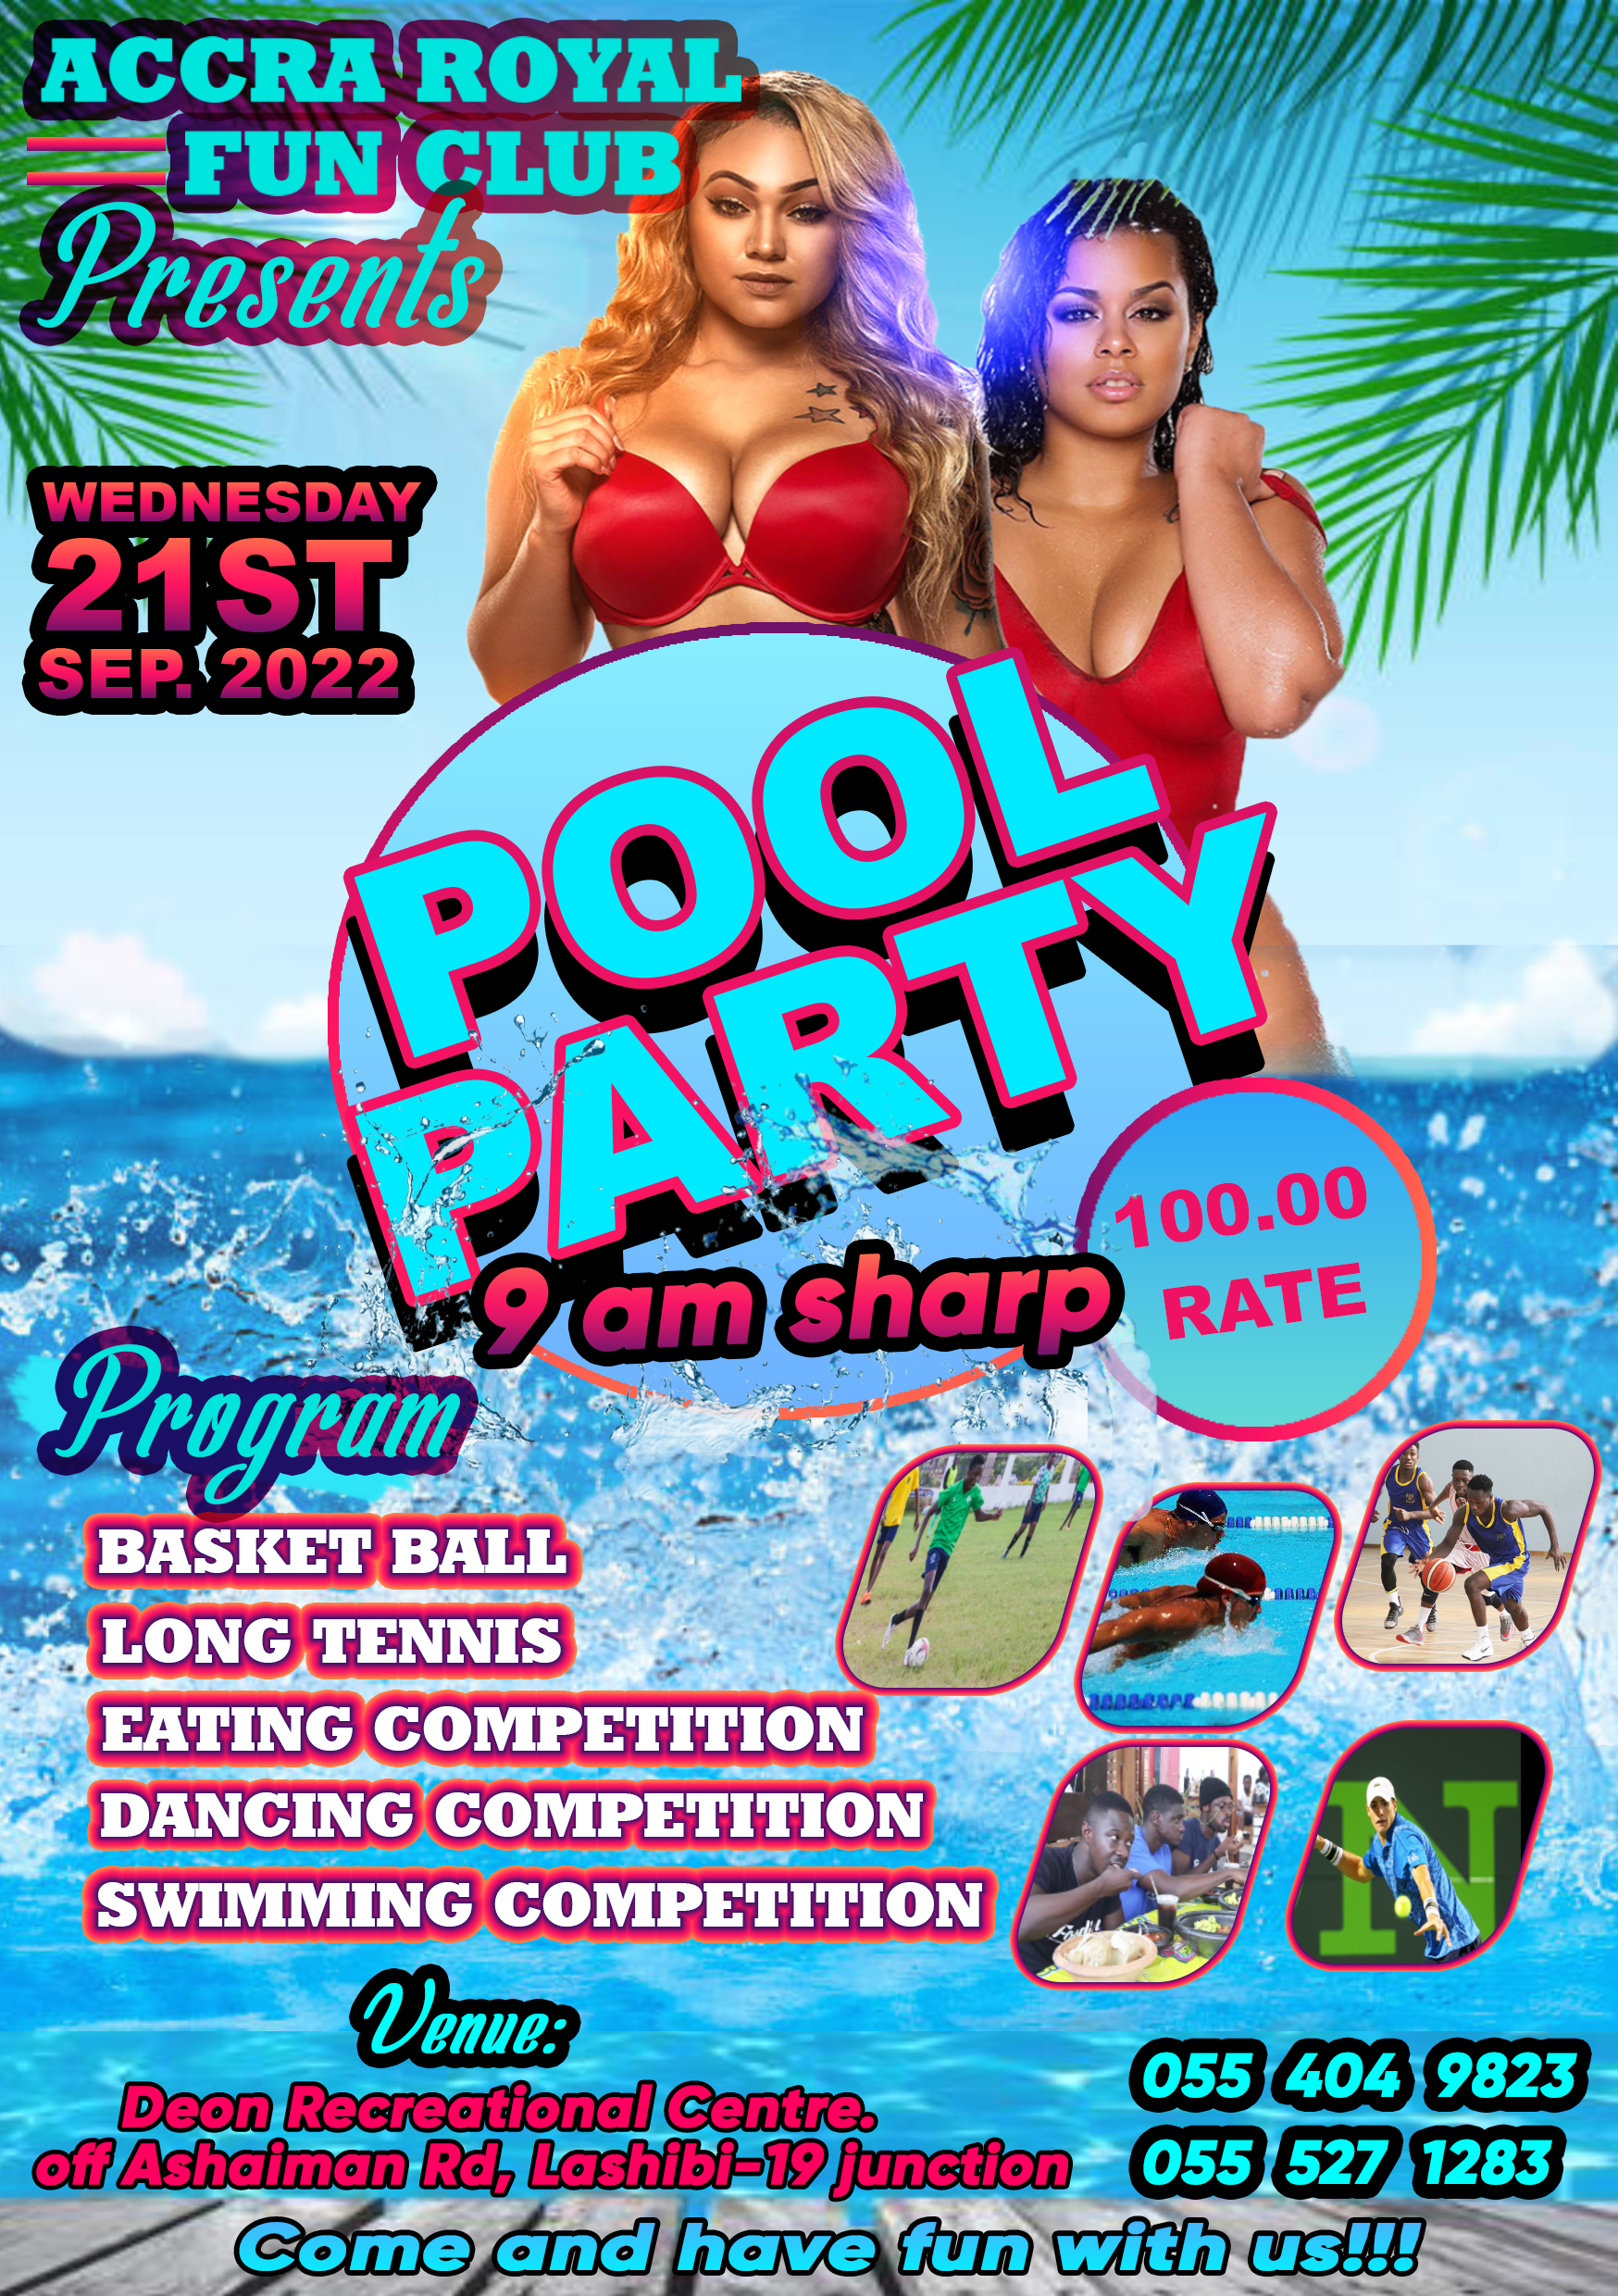 ACCRA ROYAL
FUN CLUB
Presents
WEDNESDAY
21ST
SEP. 2022
POOL
PARTY
9 am sharp
100.00
RATE
Program
BASKET BALL
LONG TENNIS
EATING COMPETITION
DANCING COMPETITION
SWIMMING COMPETITION
N
Venue:
Deon Recreational Centre.
off Ashaiman Rd, Lashibi-19 junction
055 404 9823
055 527 1283
Come and have fun with us!!!